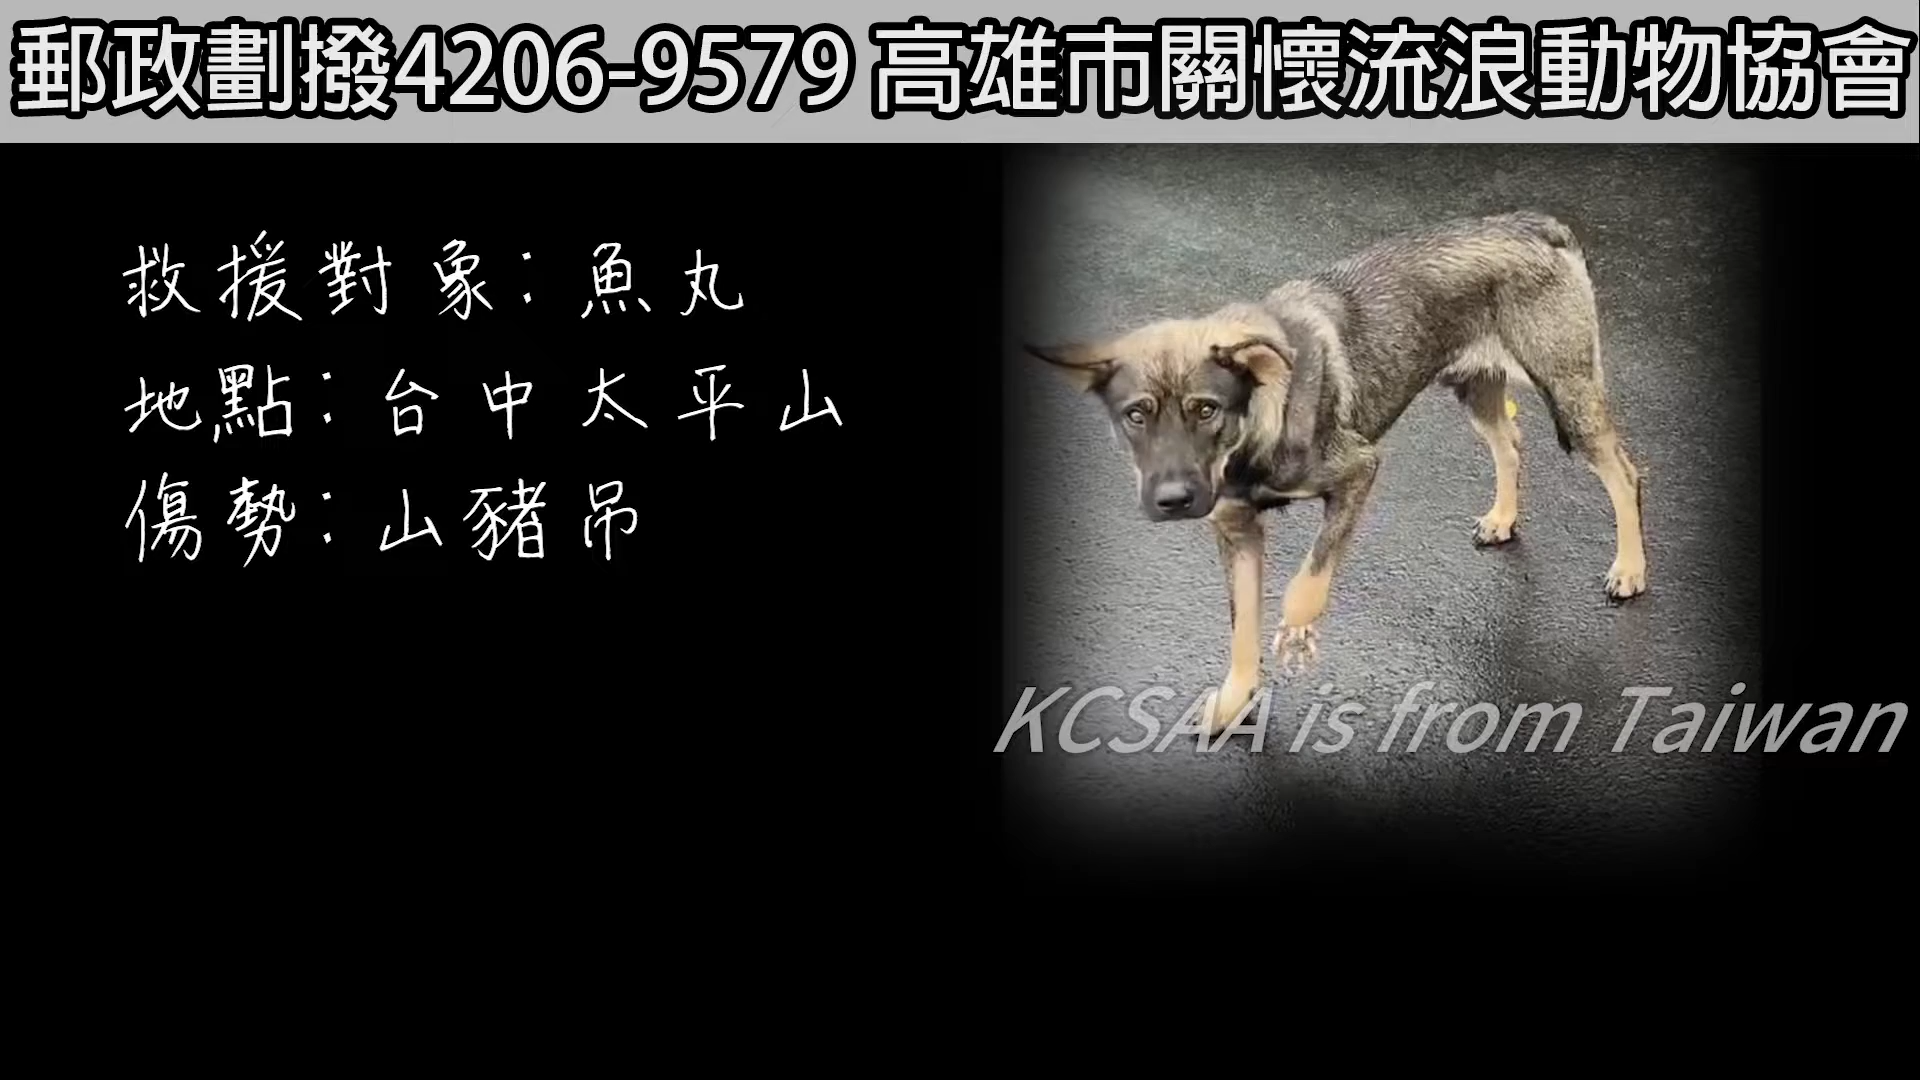 郵政劃撥4206-9579 高雄市關懷流浪動物協會
救援對象:魚丸
地點:台中太平山
傷勢:山豬吊
KCSAA is from Taiwan